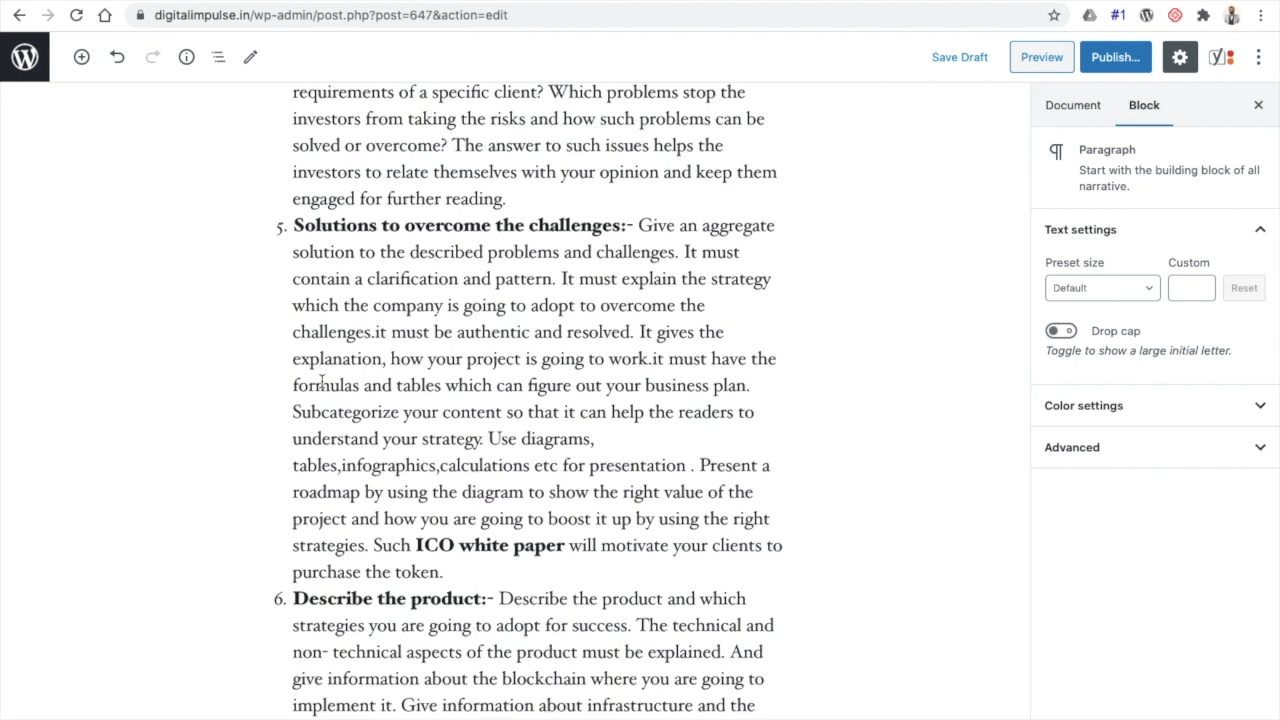 digitalimpulse.in/wp-admin/post.php?post=647&action=edit
#1
Save Draft
Preview
Publish...
requirements of a specific client? Which problems stop the
investors from taking the risks and how such problems can be
solved or overcome? The answer to such issues helps the
investors to relate themselves with your opinion and keep them
engaged for further reading.
5. Solutions to overcome the challenges:- Give an aggregate
solution to the described problems and challenges. It must
contain a clarification and pattern. It must explain the strategy
which the company is going to adopt to overcome the
challenges.it must be authentic and resolved. It gives the
explanation, how your project is going to work.it must have the
formulas and tables which can figure out your business plan.
Subcategorize your content so that it can help the readers to
understand your strategy. Use diagrams,
tables,infographics,calculations etc for presentation . Present a
roadmap by using the diagram to show the right value of the
project and how you are going to boost it up by using the right
strategies. Such ICO white paper will motivate your clients to
purchase the token.
6. Describe the product:- Describe the product and which
strategies you are going to adopt for success. The technical and
non- technical aspects of the product must be explained. And
give information about the blockchain where you are going to
implement it. Give information about infrastructure and the
Document
Block
Paragraph
Start with the building block of all
narrative.
Text settings
Preset size
Custom
Default
Reset
Drop cap
Toggle to show a large initial letter.
Color settings
Advanced